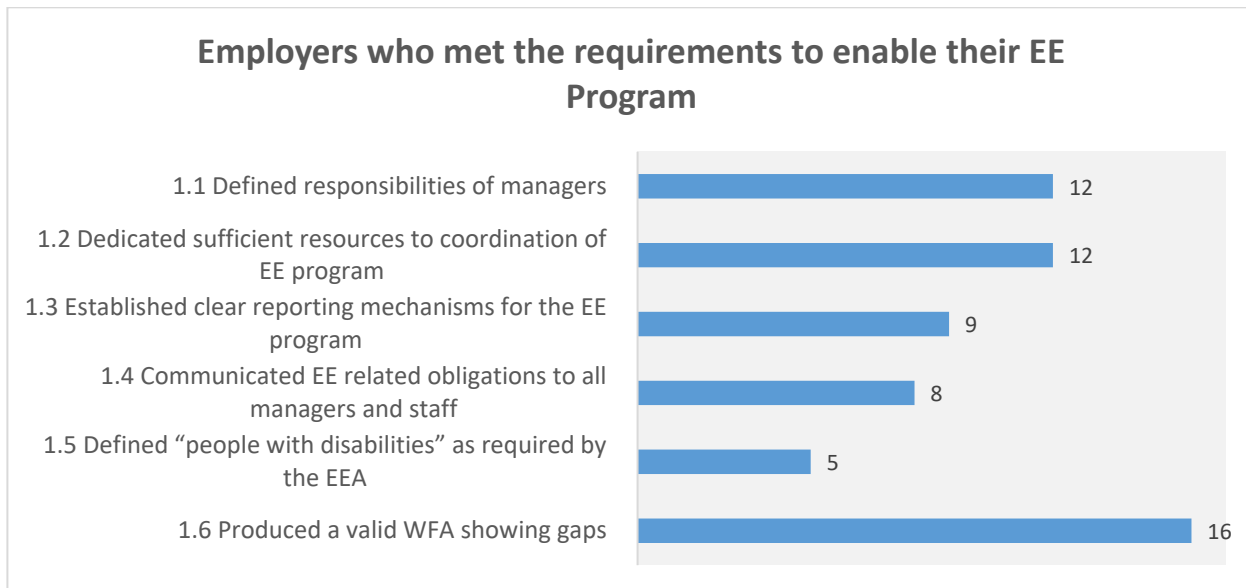 Employers who met the requirements to enable their EE
Program
1.1 Defined responsibilities of managers
12
1.2 Dedicated sufficient resources to coordination of
EE program
12
1.3 Established clear reporting mechanisms for the EE
program
9
1.4 Communicated EE related obligations to all
managers and staff
8
1.5 Defined “people with disabilities” as required by
the EEA
5
1.6 Produced a valid WFA showing gaps
16